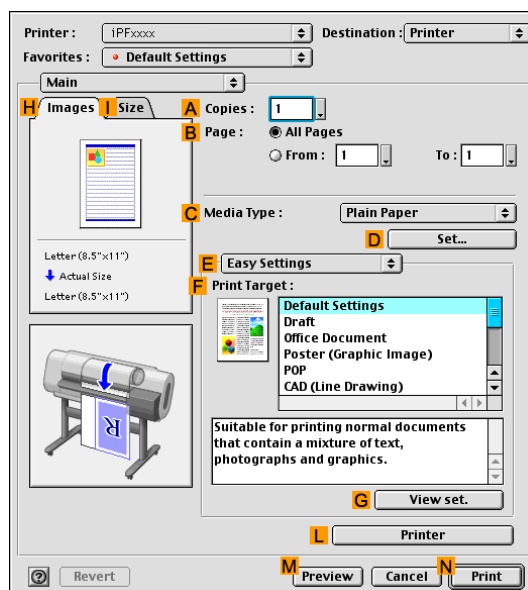 Printer : iPFxxxx Destination : Printer
Favorites : Default Settings
Main
H Images I Size
A Copies : 1
B Page : All Pages
From : 1 To : 1
C Media Type : Plain Paper
D Set...
Letter (8.5"x11")
Actual Size
Letter (8.5"x11")
E Easy Settings
F Print Target :
Default Settings
Draft
Office Document
Poster (Graphic Image)
POP
CAD (Line Drawing)
R
Suitable for printing normal documents
that contain a mixture of text,
photographs and graphics.
G View set.
L Printer
? Revert M Preview Cancel N Print